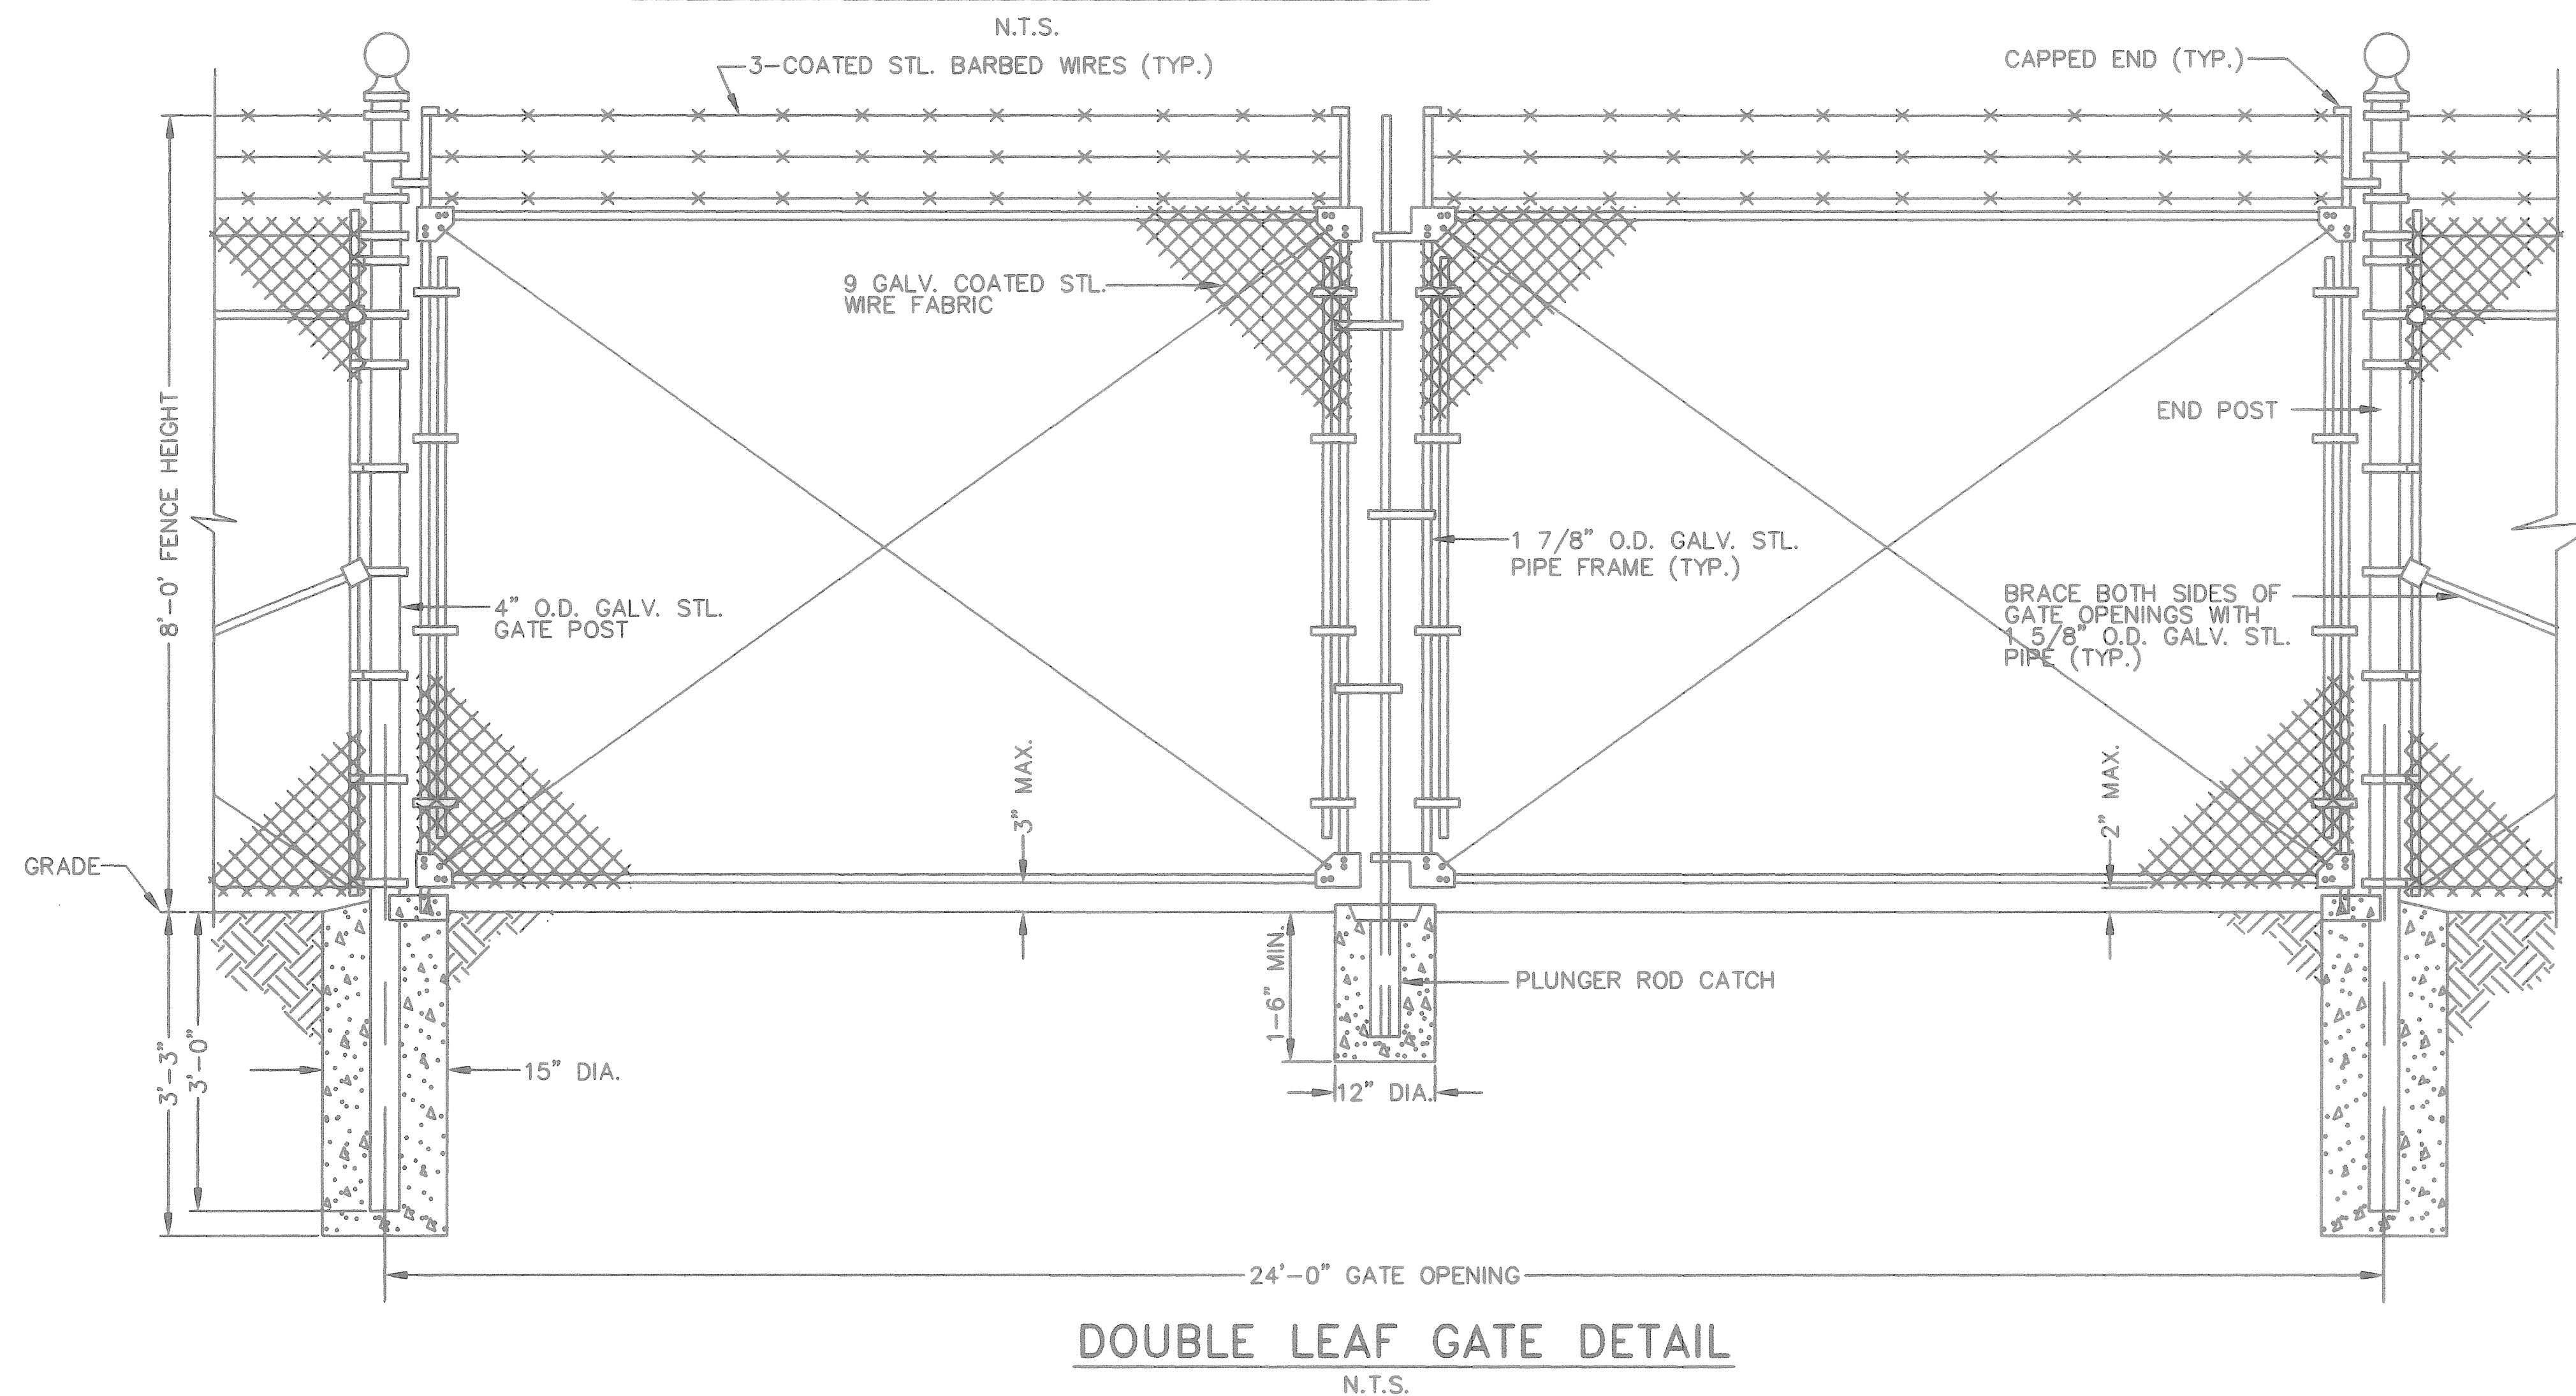 N.T.S.
3-COATED STL. BARBED WIRES (TYP.)
CAPPED END (TYP.)
9 GALV. COATED STL.
WIRE FABRIC
8'-0' FENCE HEIGHT
END POST
1 7/8" O.D. GALV. STL.
PIPE FRAME (TYP.)
4" O.D. GALV. STL.
GATE POST
BRACE BOTH SIDES OF
GATE OPENINGS WITH
1 5/8" O.D. GALV. STL.
PIPE (TYP.)
3" MAX.
2" MAX.
GRADE
1-6" MIN.
PLUNGER ROD CATCH
3'-3"
3'-0"
15" DIA.
12" DIA.
24'-0" GATE OPENING
DOUBLE LEAF GATE DETAIL
N.T.S.